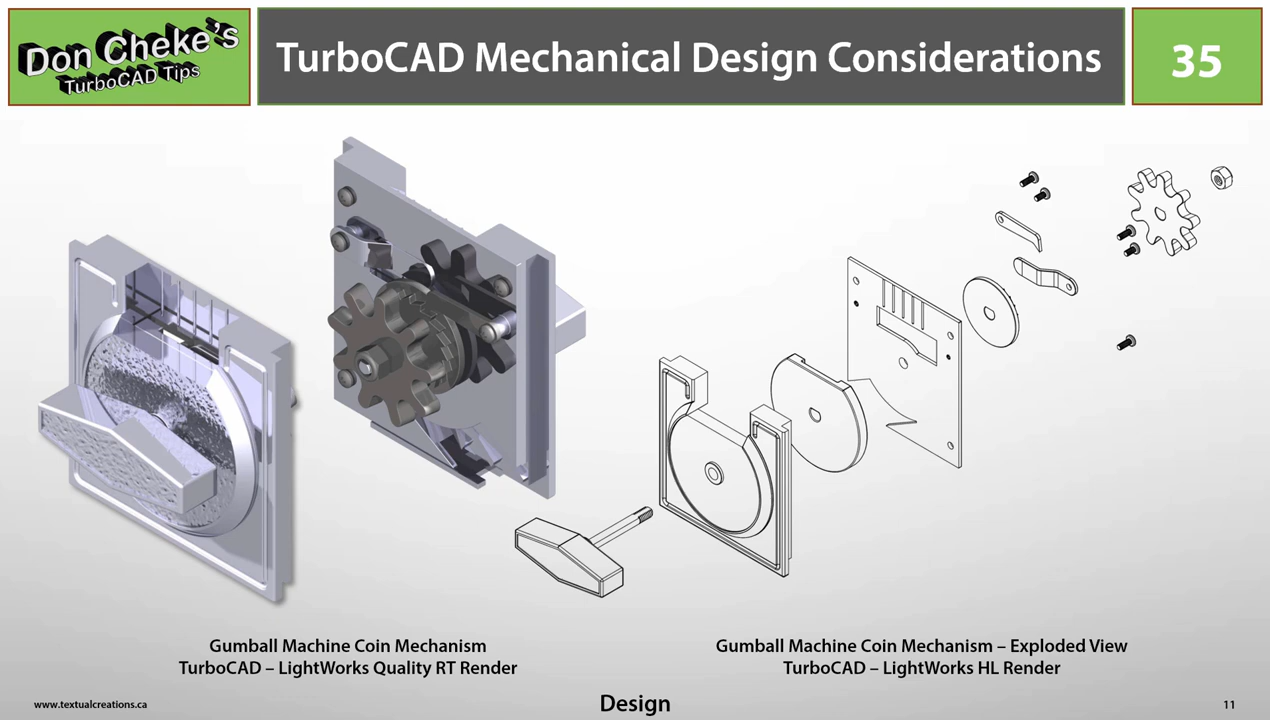 Don Cheke's
TurboCAD Tips
TurboCAD Mechanical Design Considerations
35
Gumball Machine Coin Mechanism
TurboCAD – LightWorks Quality RT Render
Gumball Machine Coin Mechanism – Exploded View
TurboCAD – LightWorks HL Render
www.textualcreations.ca
Design
11